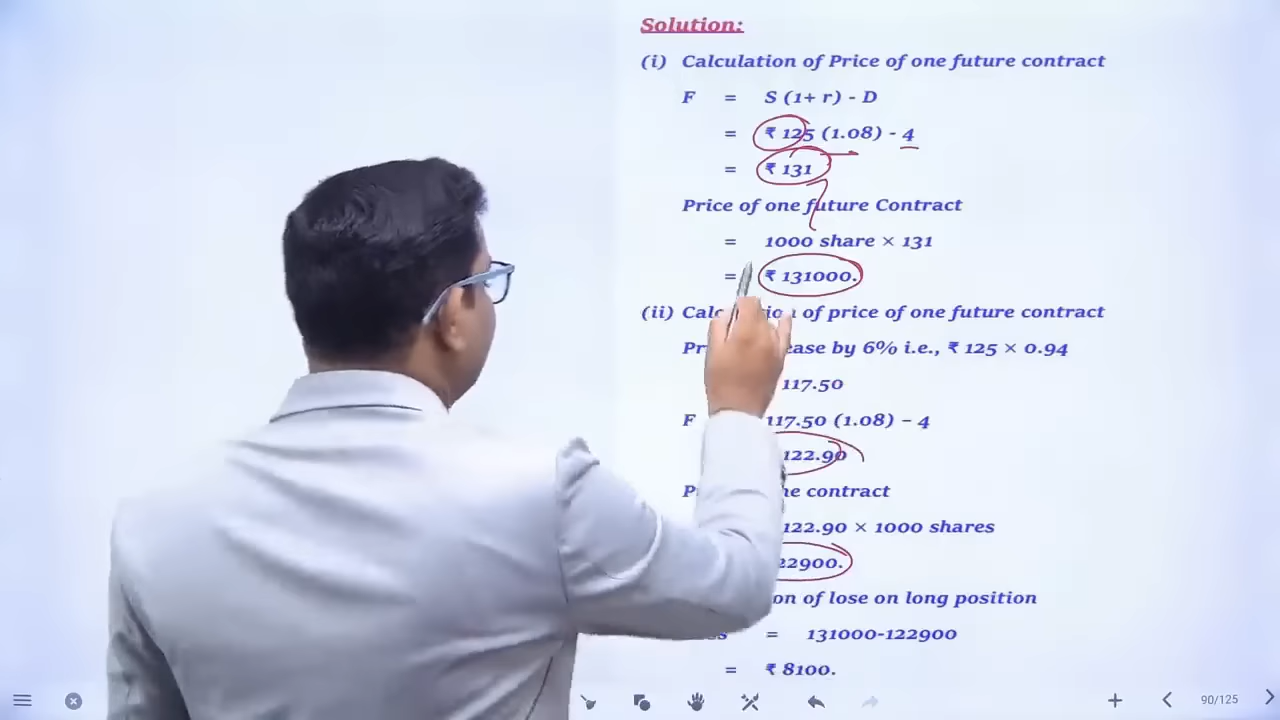 Solution:
(i) Calculation of Price of one future contract
F = S (1+ r) - D
= ₹ 125 (1.08) - 4
= ₹ 131
Price of one future Contract
= 1000 share × 131
= ₹ 131000.
(ii) of price of one future contract
by 6% i.e., ₹ 125 × 0.94
117.50
F 117.50 (1.08) – 4
122.90
contract
122.90 × 1000 shares
22900.
of lose on long position
= 131000-122900
= ₹ 8100.
90/125